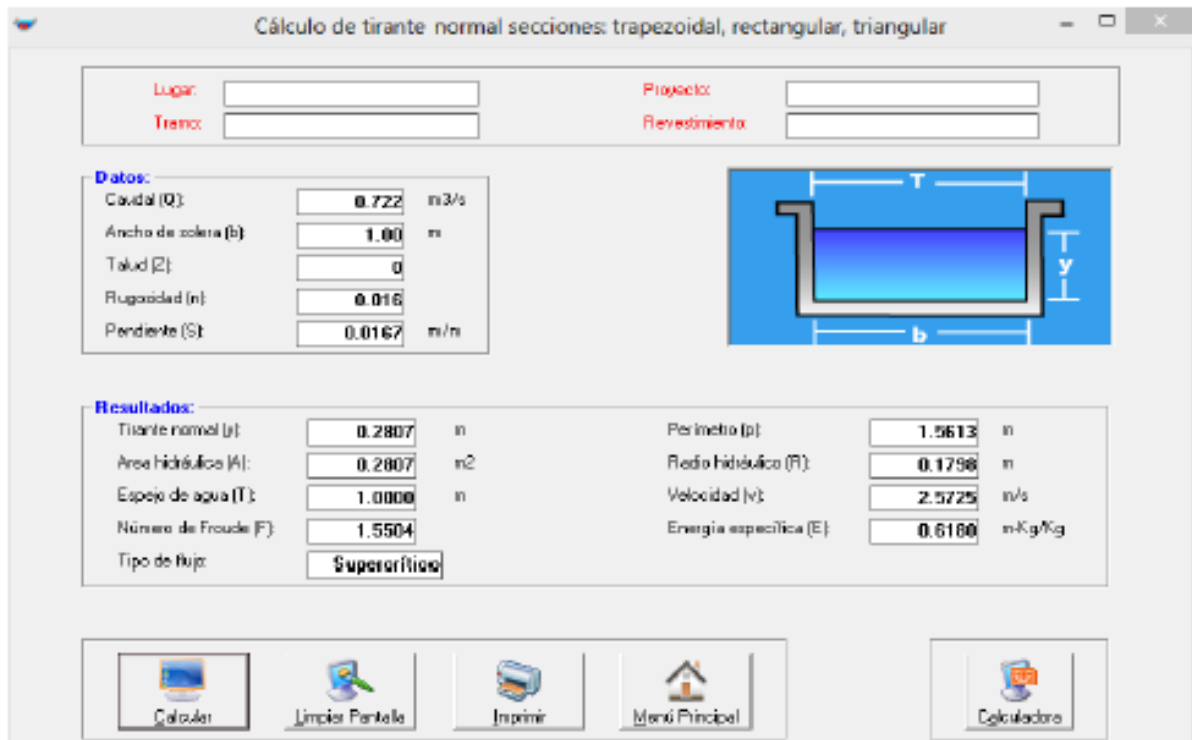 Cálculo de tirante normal secciones: trapezoidal, rectangular, triangular
Lugar: Proyecto:
Tramo: Revestimiento:
Datos:
Caudal (Q): 0.722 m3/s
Ancho de solera (b): 1.00 m
Talud (Z): 0
Rugosidad (n): 0.016
Pendiente (S): 0.0167 m/m
T
y
b
Resultados:
Tirante normal (y): 0.2807 m Perímetro (p): 1.5613 m
Area hidráulica (A): 0.2807 m2 Radio hidráulico (R): 0.1798 m
Espejo de agua (T): 1.0000 m Velocidad (v): 2.5725 m/s
Número de Froude (F): 1.5504 Energía específica (E): 0.6180 m-Kg/Kg
Tipo de flujo: Supercrítico
Calcular Limpiar Pantalla Imprimir Menú Principal Calculadora